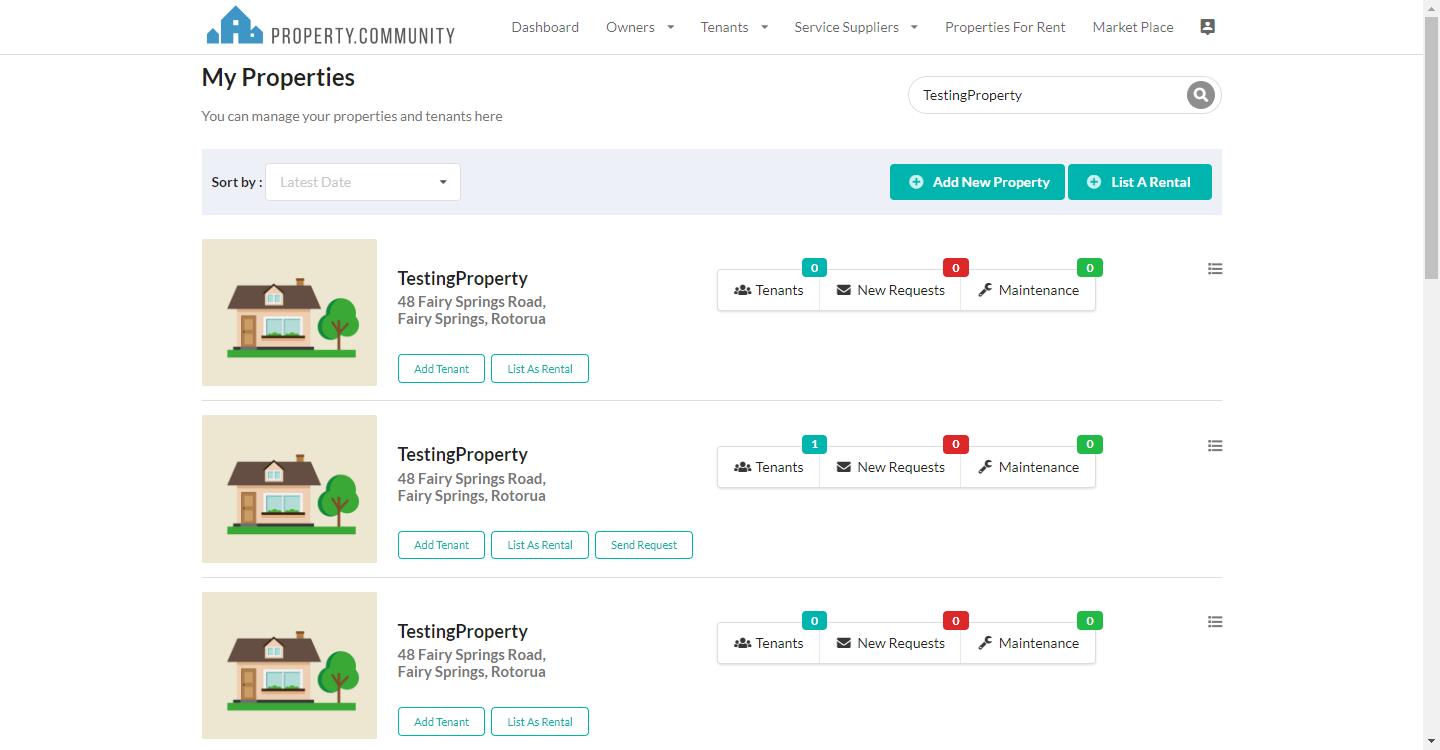 PROPERTY.COMMUNITY
Dashboard
Owners
Tenants
Service Suppliers
Properties For Rent
Market Place
My Properties
TestingProperty
You can manage your properties and tenants here
Sort by :
Latest Date
Add New Property
List A Rental
TestingProperty
48 Fairy Springs Road,
Fairy Springs, Rotorua
Add Tenant
List As Rental
0
Tenants
0
New Requests
0
Maintenance
TestingProperty
48 Fairy Springs Road,
Fairy Springs, Rotorua
Add Tenant
List As Rental
Send Request
1
Tenants
0
New Requests
0
Maintenance
TestingProperty
48 Fairy Springs Road,
Fairy Springs, Rotorua
Add Tenant
List As Rental
0
Tenants
0
New Requests
0
Maintenance